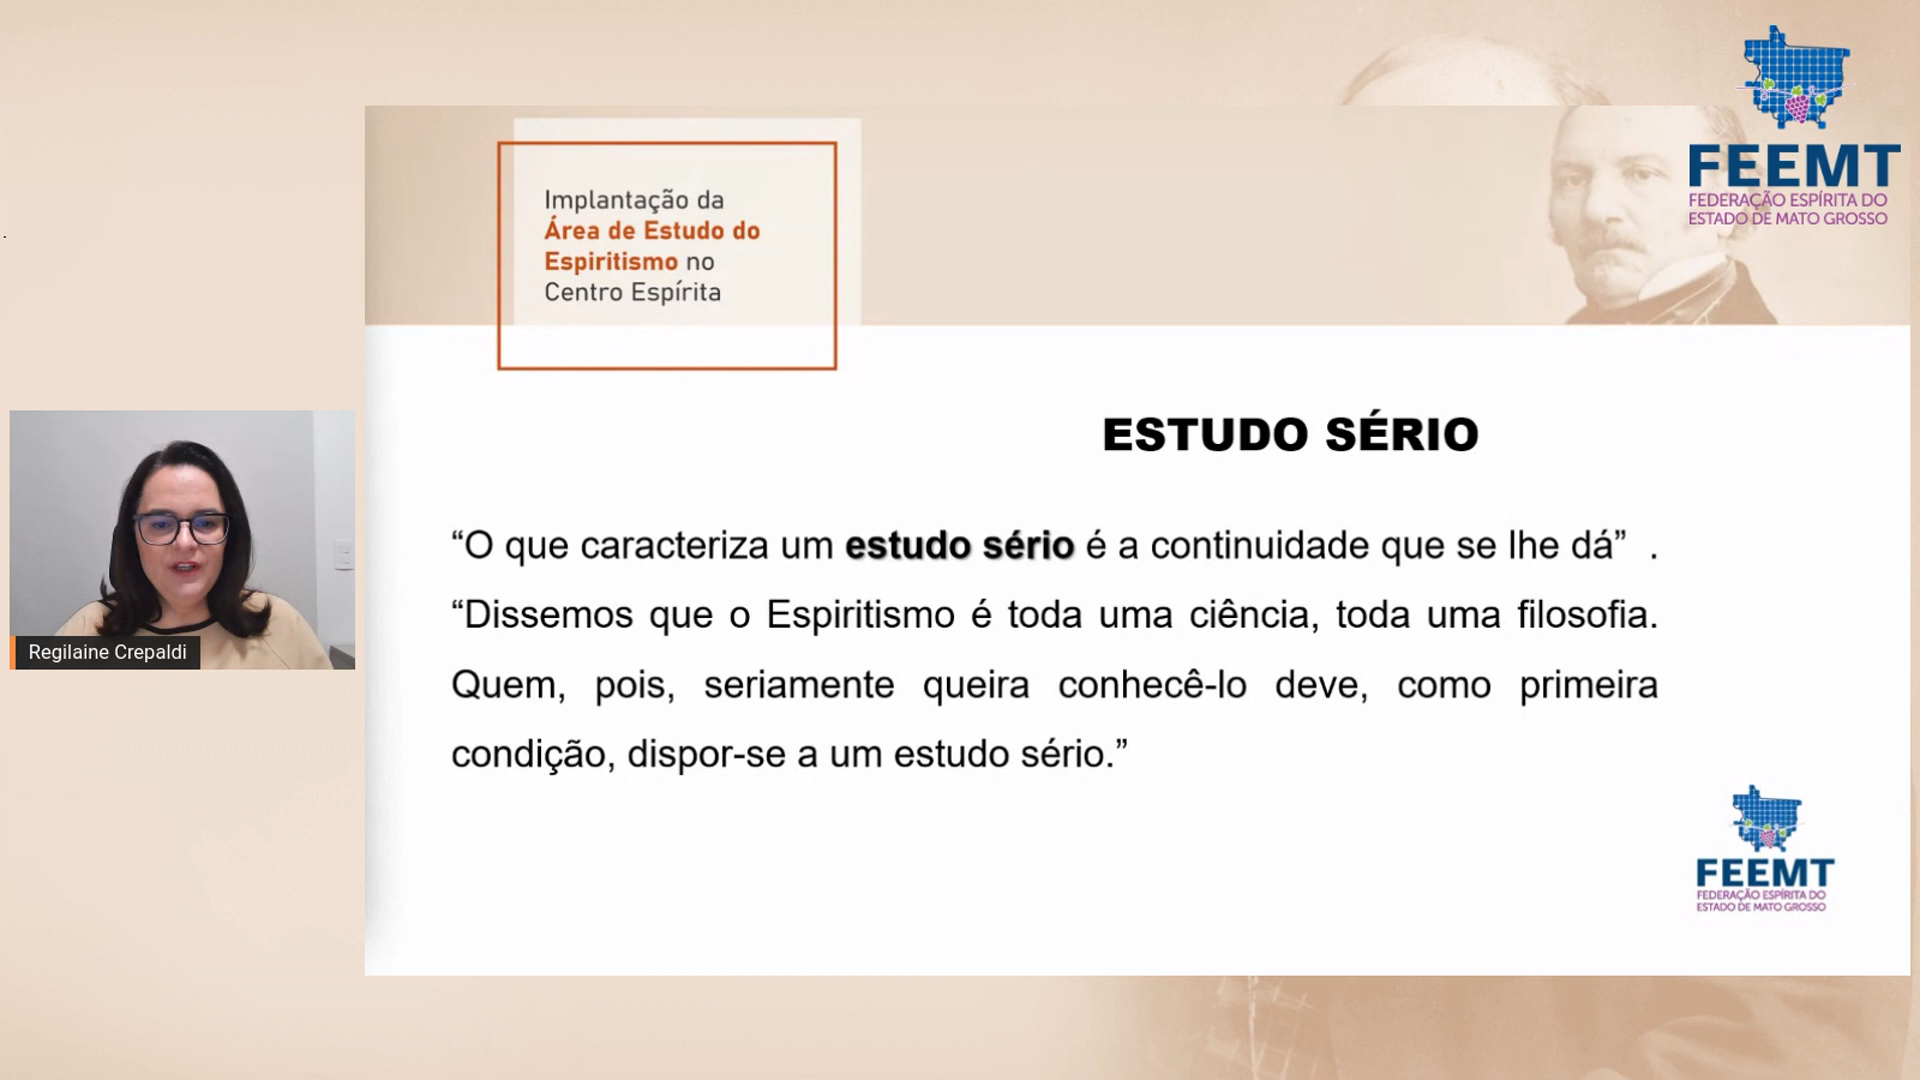 FEEMT
FEDERAÇÃO ESPÍRITA DO
ESTADO DE MATO GROSSO
Implantação da
Área de Estudo do
Espiritismo no
Centro Espírita
ESTUDO SÉRIO
“O que caracteriza um estudo sério é a continuidade que se lhe dá” .
“Dissemos que o Espiritismo é toda uma ciência, toda uma filosofia.
Quem, pois, seriamente queira conhecê-lo deve, como primeira
condição, dispor-se a um estudo sério.”
Regilaine Crepaldi
FEEMT
FEDERAÇÃO ESPÍRITA DO
ESTADO DE MATO GROSSO